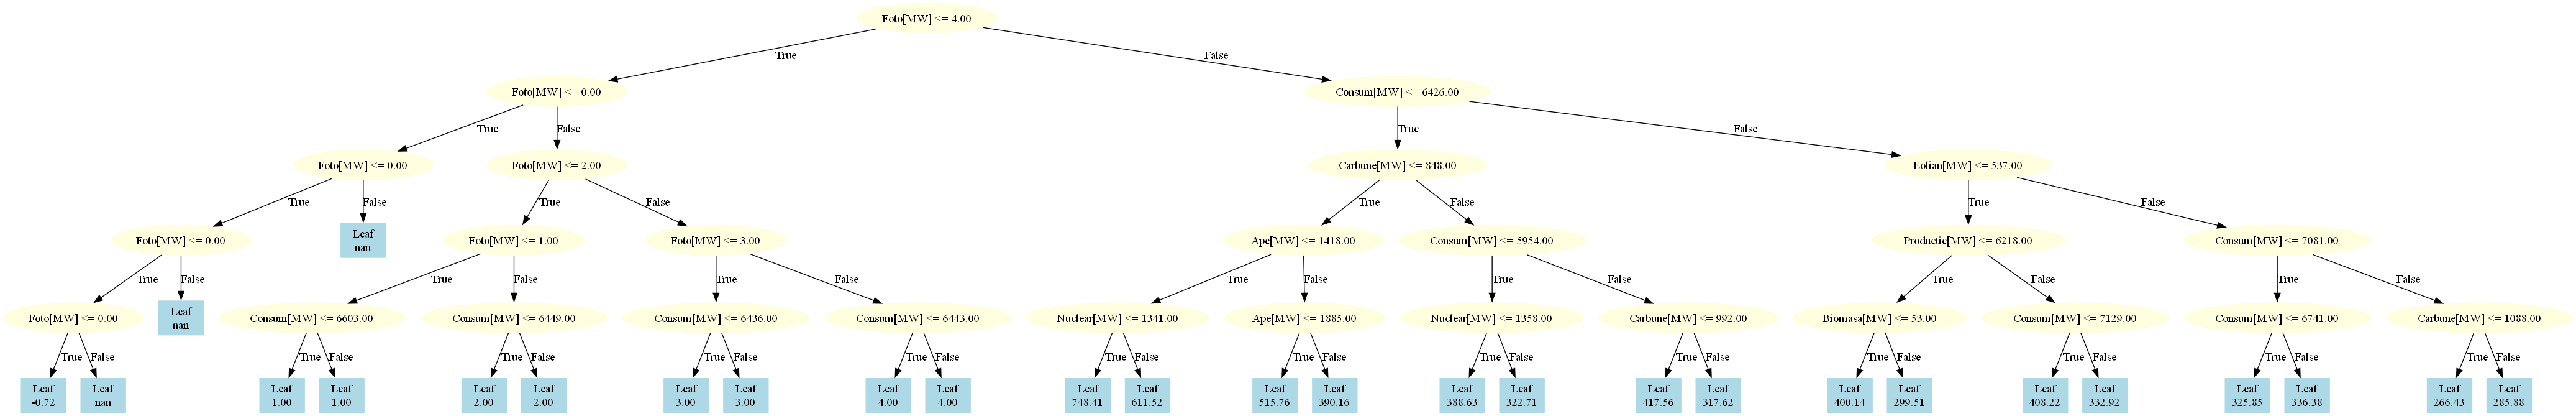 Foto[MW] <= 4.00
True
False
Foto[MW] <= 0.00
Consum[MW] <= 6426.00
True
False
True
False
Foto[MW] <= 0.00
Foto[MW] <= 2.00
Carbune[MW] <= 848.00
Eolian[MW] <= 537.00
True
False
True
False
True
False
True
False
Foto[MW] <= 0.00
Leaf
nan
Foto[MW] <= 1.00
Foto[MW] <= 3.00
Ape[MW] <= 1418.00
Consum[MW] <= 5954.00
Productie[MW] <= 6218.00
Consum[MW] <= 7081.00
True
False
True
False
True
False
True
False
True
False
True
False
True
False
Foto[MW] <= 0.00
Leaf
nan
Consum[MW] <= 6603.00
Consum[MW] <= 6449.00
Consum[MW] <= 6436.00
Consum[MW] <= 6443.00
Nuclear[MW] <= 1341.00
Ape[MW] <= 1885.00
Nuclear[MW] <= 1358.00
Carbune[MW] <= 992.00
Biomasa[MW] <= 53.00
Consum[MW] <= 7129.00
Consum[MW] <= 6741.00
Carbune[MW] <= 1088.00
True
False
True
False
True
False
True
False
True
False
True
False
True
False
True
False
True
False
True
False
True
False
True
False
True
False
Leaf
-0.72
Leaf
nan
Leaf
1.00
Leaf
1.00
Leaf
2.00
Leaf
2.00
Leaf
3.00
Leaf
3.00
Leaf
4.00
Leaf
4.00
Leaf
748.41
Leaf
611.52
Leaf
515.76
Leaf
390.16
Leaf
388.63
Leaf
322.71
Leaf
417.56
Leaf
317.62
Leaf
400.14
Leaf
299.51
Leaf
408.22
Leaf
332.92
Leaf
325.85
Leaf
336.38
Leaf
266.43
Leaf
285.88